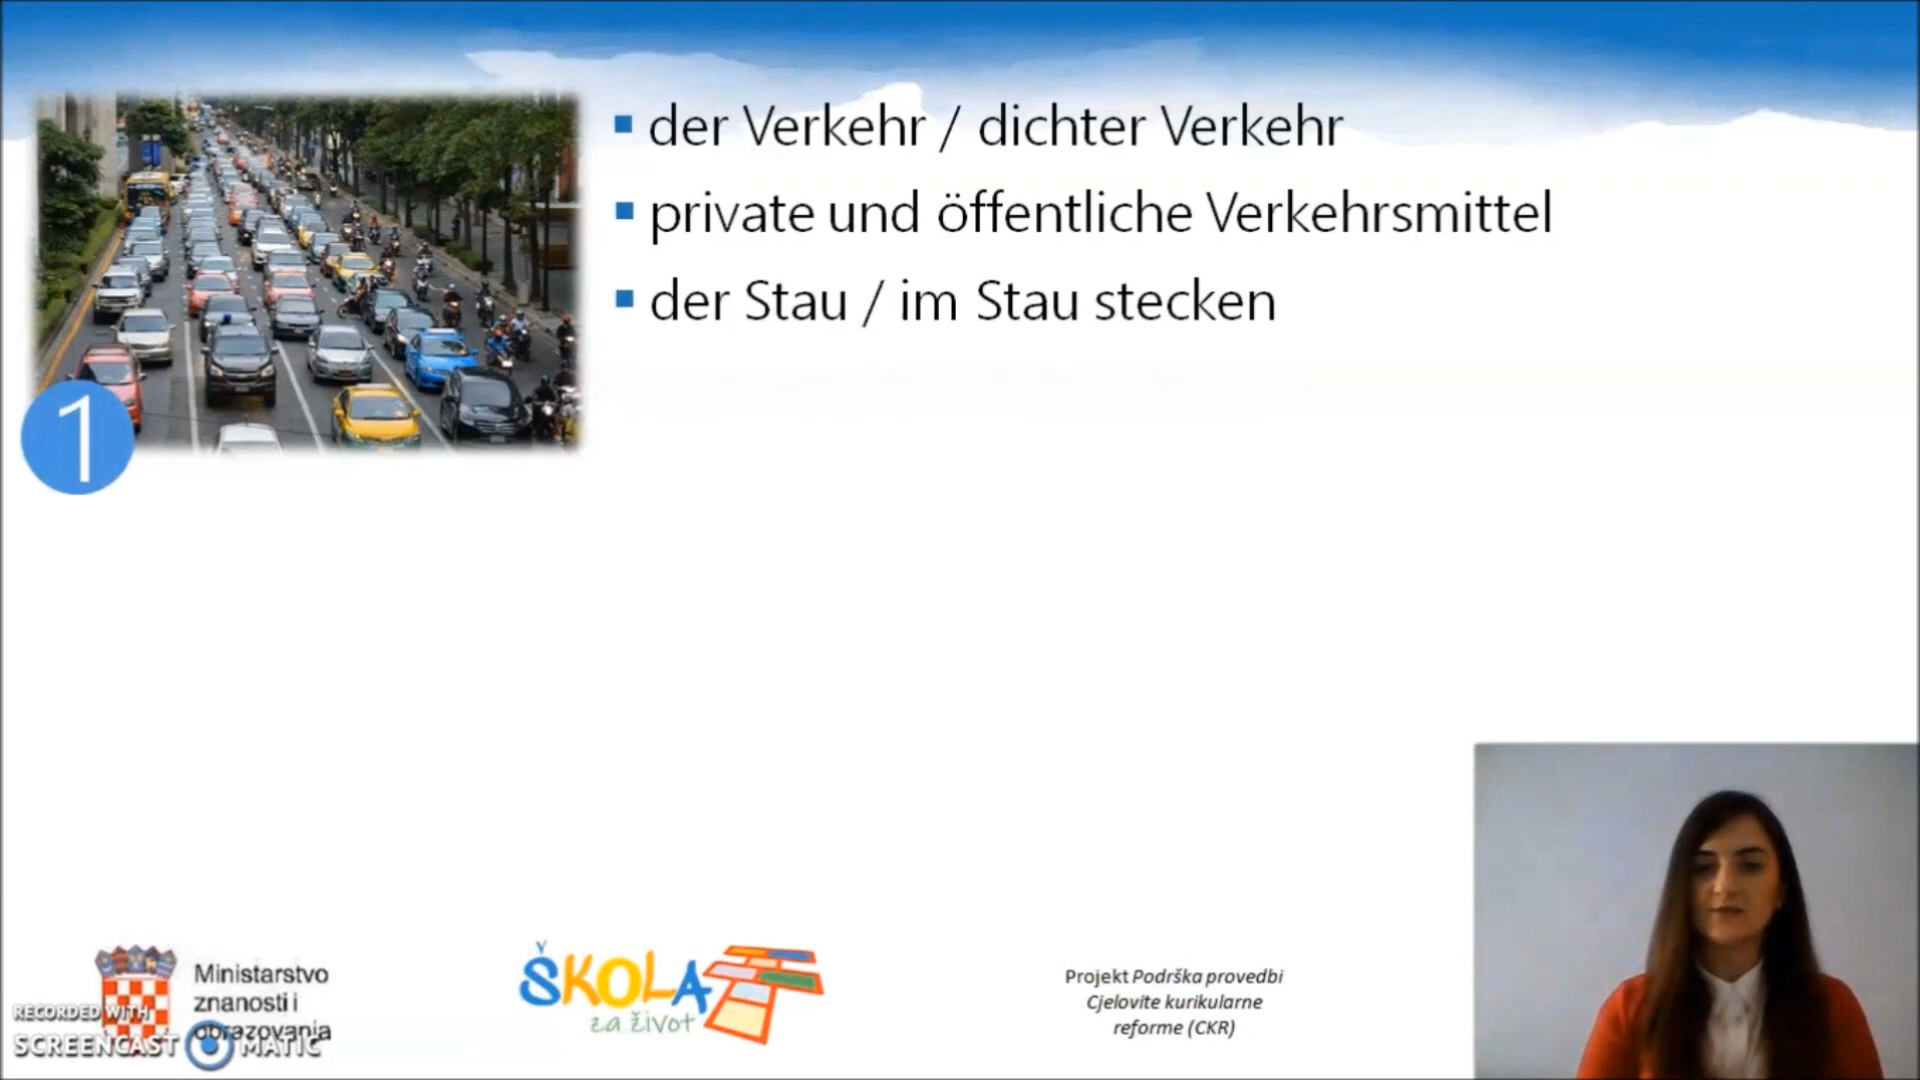 der Verkehr / dichter Verkehr
private und öffentliche Verkehrsmittel
der Stau / im Stau stecken
1
Ministarstvo
znanosti i
obrazovanja
RECORDED WITH
SCREENCAST MATIC
ŠKOLA
za život
Projekt Podrška provedbi
Cjelovite kurikularne
reforme (CKR)